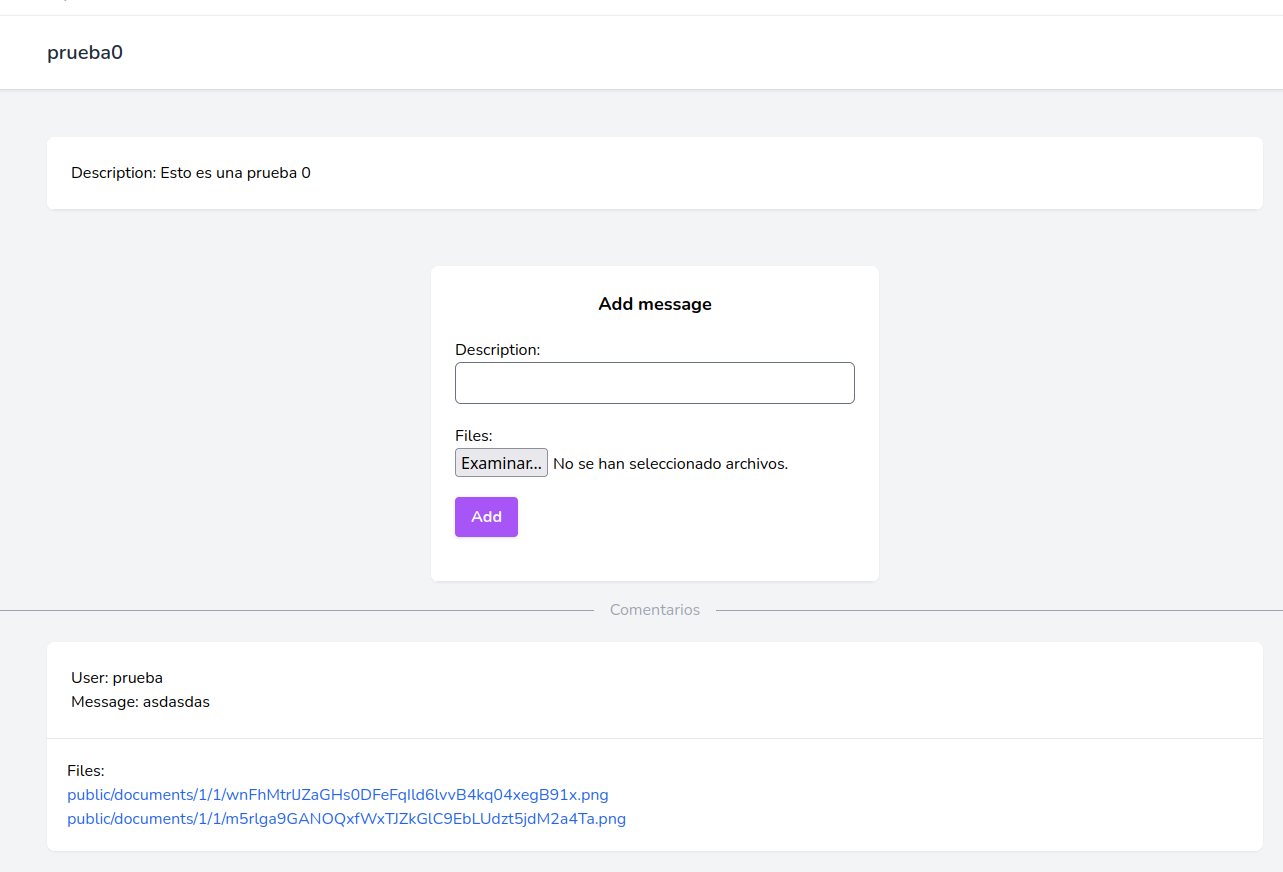 prueba0
Description: Esto es una prueba 0
Add message
Description:
Files:
Examinar... No se han seleccionado archivos.
Add
Comentarios
User: prueba
Message: asdasdas
Files:
public/documents/1/1/wnFhMtrUZaGHs0DFeFqIld6lvvB4kq04xegB91x.png
public/documents/1/1/m5rlga9GANOQxfWxTJZkGlC9EbLUdzt5jdM2a4Ta.png